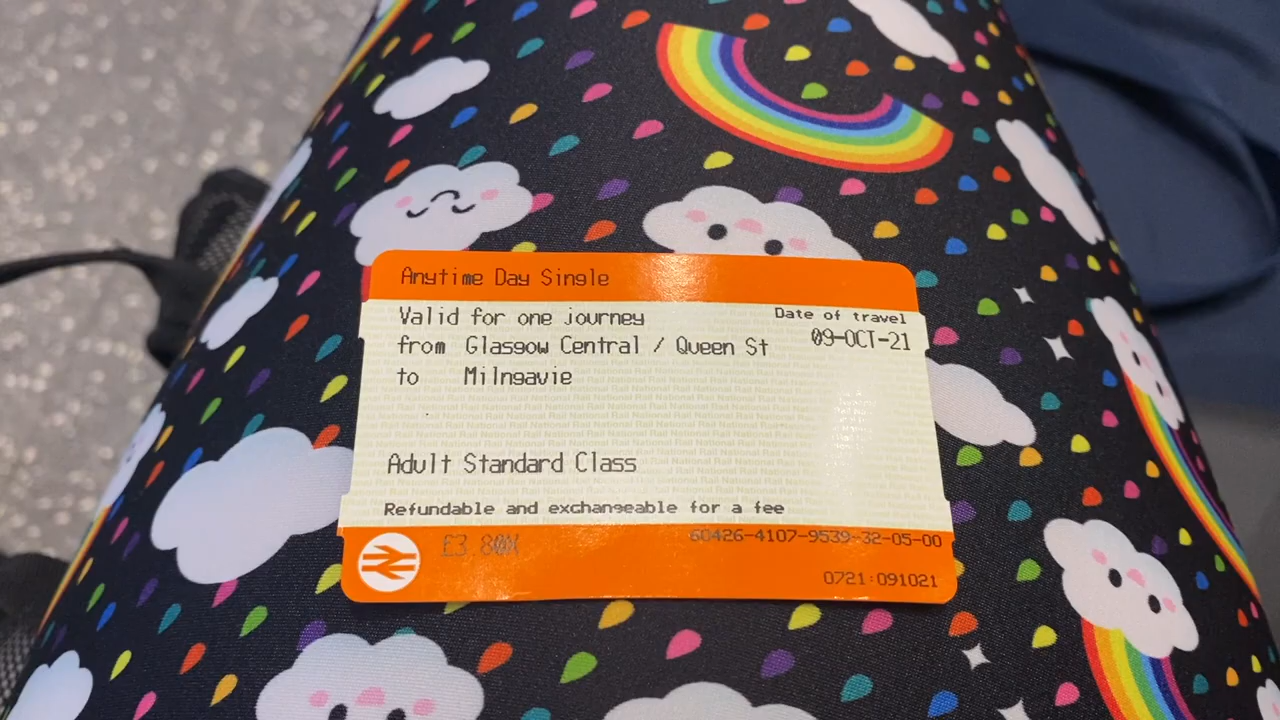 Anytime Day Single
Valid for one journey
Date of travel
from Glasgow Central / Queen St
09-OCT-21
to Milngavie
Adult Standard Class
Refundable and exchangeable for a fee
£3.80X
60426-4107-9539-32-05-00
0721:091021